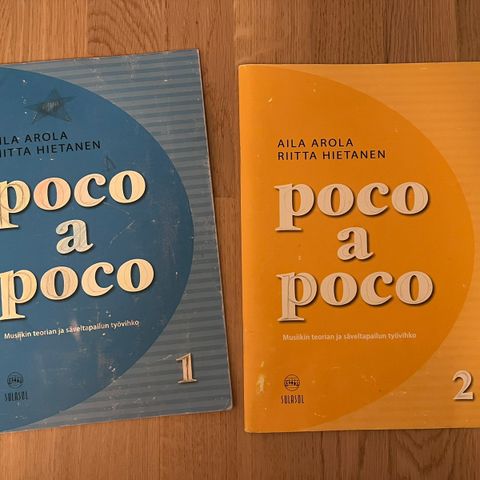 AILA AROLA
RIITTA HIETANEN
poco
a
poco
Musiikin teorian ja säveltapailun työvihko
1
SULASOL
AILA AROLA
RIITTA HIETANEN
poco
a
poco
Musiikin teorian ja säveltapailun työvihko
2
SULASOL